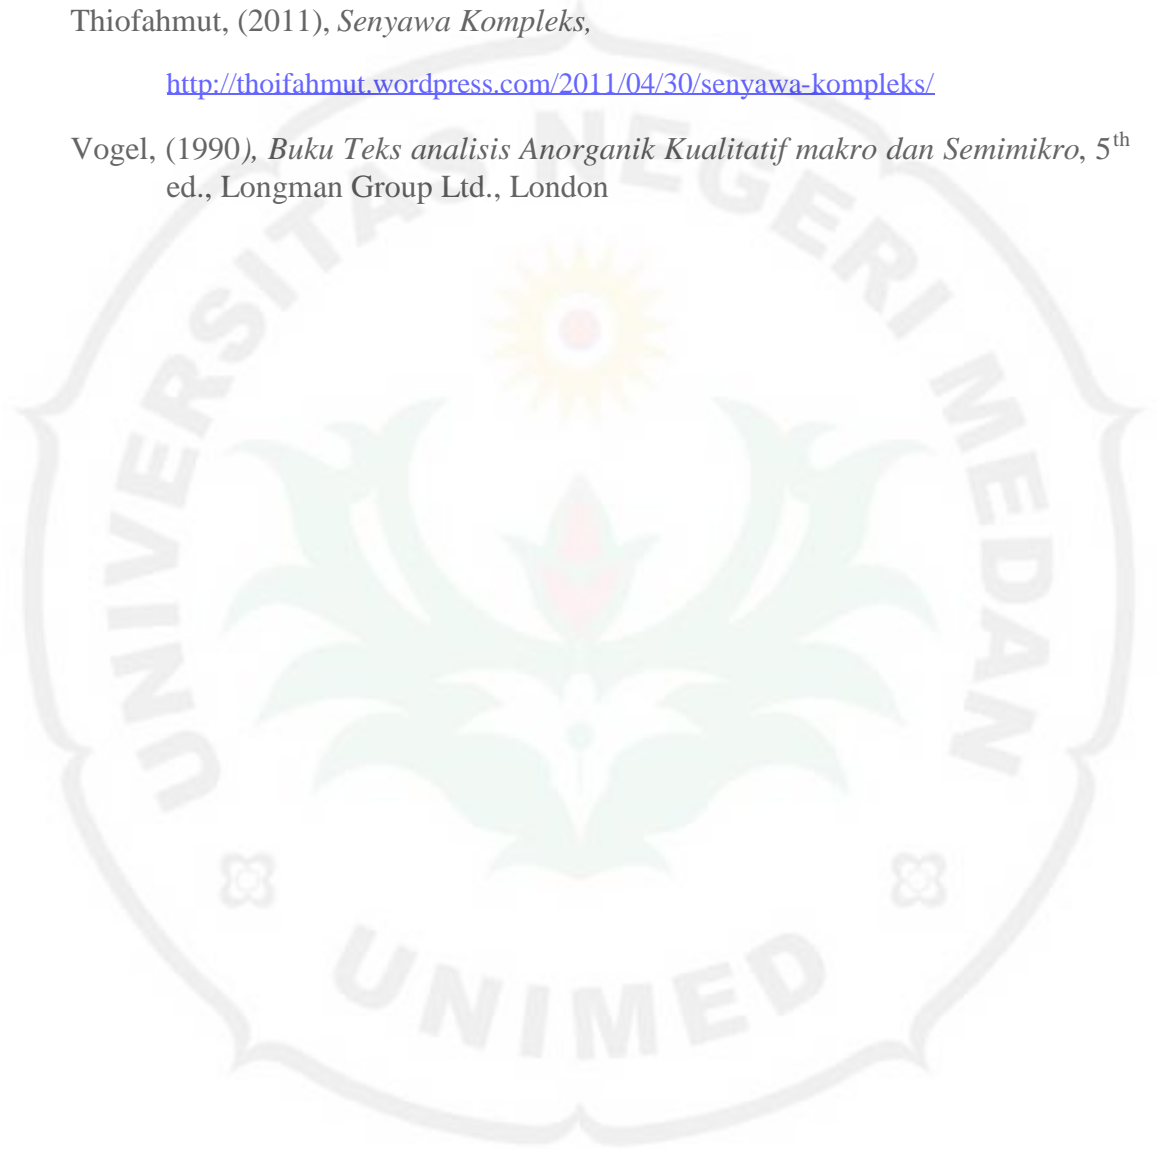 Thiofahmut, (2011), Senyawa Kompleks,
http://thoifahmut.wordpress.com/2011/04/30/senyawa-kompleks/
Vogel, (1990), Buku Teks analisis Anorganik Kualitatif makro dan Semimikro, 5th
ed., Longman Group Ltd., London
UNIVERSITAS NEGERI MEDAN
UNIMED